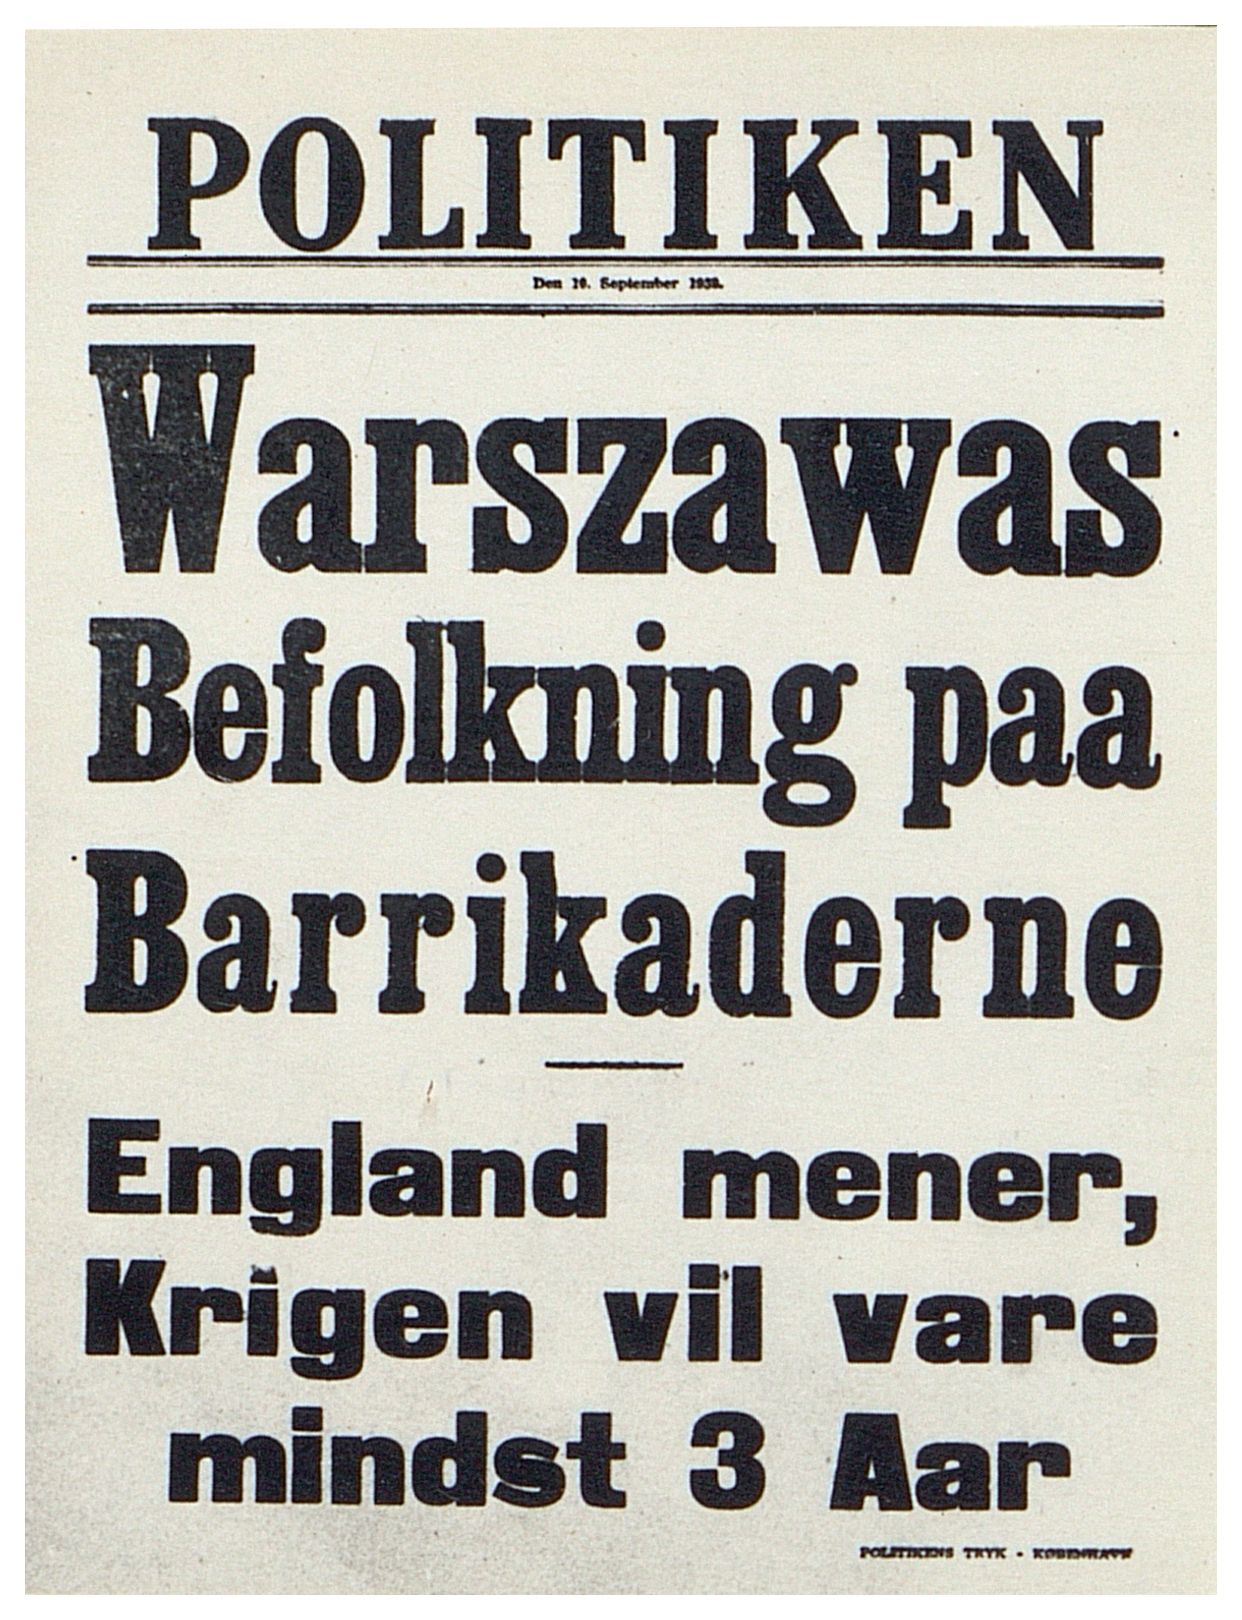 POLITIKEN
Den 10. September 1939.
Warszawas
Befolkning paa
Barrikaderne
England mener,
Krigen vil vare
mindst 3 Aar
POLITIKENS TRYK - KØBENHAVN